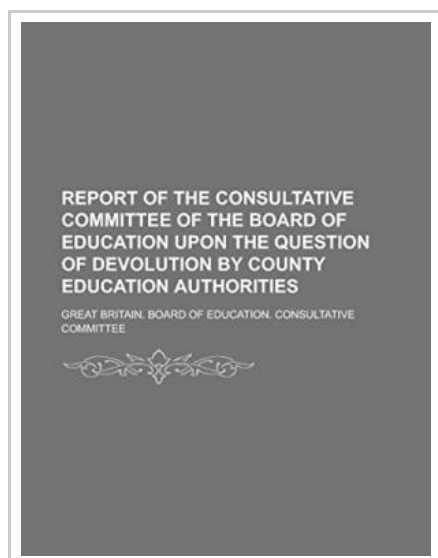 REPORT OF THE CONSULTATIVE
COMMITTEE OF THE BOARD OF
EDUCATION UPON THE QUESTION
OF DEVOLUTION BY COUNTY
EDUCATION AUTHORITIES
GREAT BRITAIN. BOARD OF EDUCATION. CONSULTATIVE
COMMITTEE